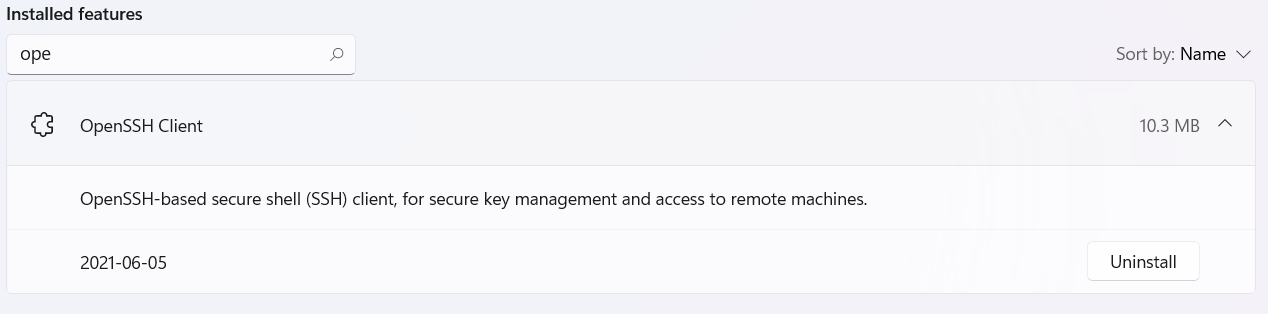 Installed features
ope
Sort by: Name
OpenSSH Client
10.3 MB
OpenSSH-based secure shell (SSH) client, for secure key management and access to remote machines.
2021-06-05
Uninstall